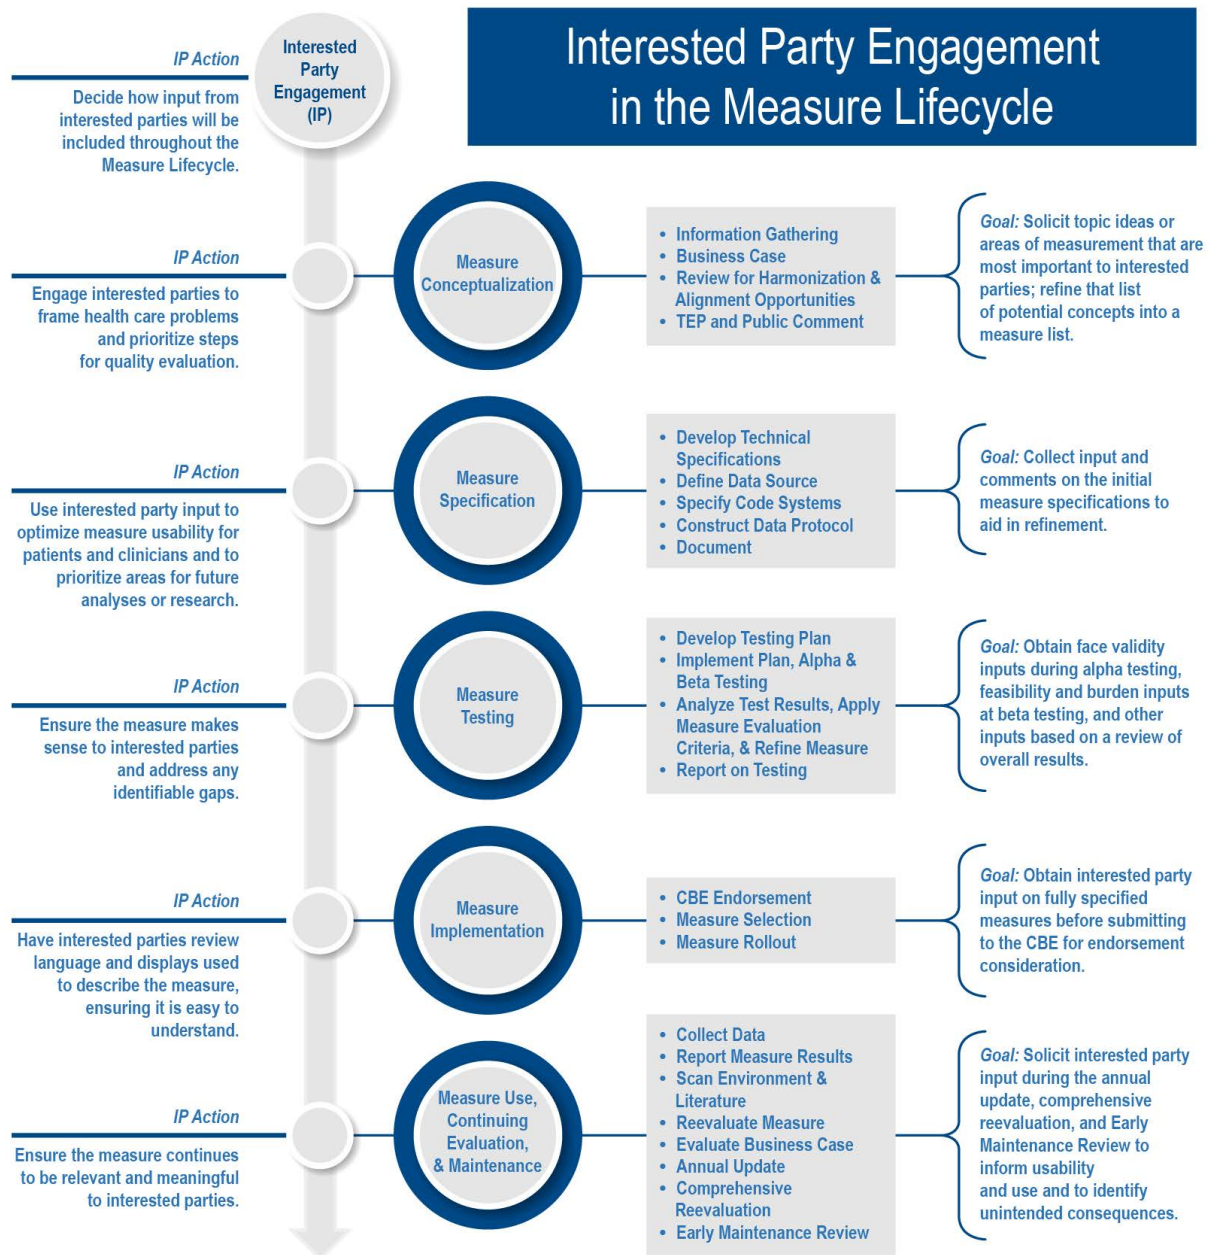 Interested Party Engagement
in the Measure Lifecycle
Interested
Party
Engagement
(IP)
IP Action
Decide how input from
interested parties will be
included throughout the
Measure Lifecycle.
IP Action
Engage interested parties to
frame health care problems
and prioritize steps
for quality evaluation.
Measure
Conceptualization
• Information Gathering
• Business Case
• Review for Harmonization &
Alignment Opportunities
• TEP and Public Comment
Goal: Solicit topic ideas or
areas of measurement that are
most important to interested
parties; refine that list
of potential concepts into a
measure list.
IP Action
Use interested party input to
optimize measure usability for
patients and clinicians and to
prioritize areas for future
analyses or research.
Measure
Specification
• Develop Technical
Specifications
• Define Data Source
• Specify Code Systems
• Construct Data Protocol
• Document
Goal: Collect input and
comments on the initial
measure specifications to
aid in refinement.
IP Action
Ensure the measure makes
sense to interested parties
and address any
identifiable gaps.
Measure
Testing
• Develop Testing Plan
• Implement Plan, Alpha &
Beta Testing
• Analyze Test Results, Apply
Measure Evaluation
Criteria, & Refine Measure
• Report on Testing
Goal: Obtain face validity
inputs during alpha testing,
feasibility and burden inputs
at beta testing, and other
inputs based on a review of
overall results.
IP Action
Have interested parties review
language and displays used
to describe the measure,
ensuring it is easy to
understand.
Measure
Implementation
• CBE Endorsement
• Measure Selection
• Measure Rollout
Goal: Obtain interested party
input on fully specified
measures before submitting
to the CBE for endorsement
consideration.
IP Action
Ensure the measure continues
to be relevant and meaningful
to interested parties.
Measure Use,
Continuing
Evaluation,
& Maintenance
• Collect Data
• Report Measure Results
• Scan Environment &
Literature
• Reevaluate Measure
• Evaluate Business Case
• Annual Update
• Comprehensive
Reevaluation
• Early Maintenance Review
Goal: Solicit interested party
input during the annual
update, comprehensive
reevaluation, and Early
Maintenance Review to
inform usability
and use and to identify
unintended consequences.